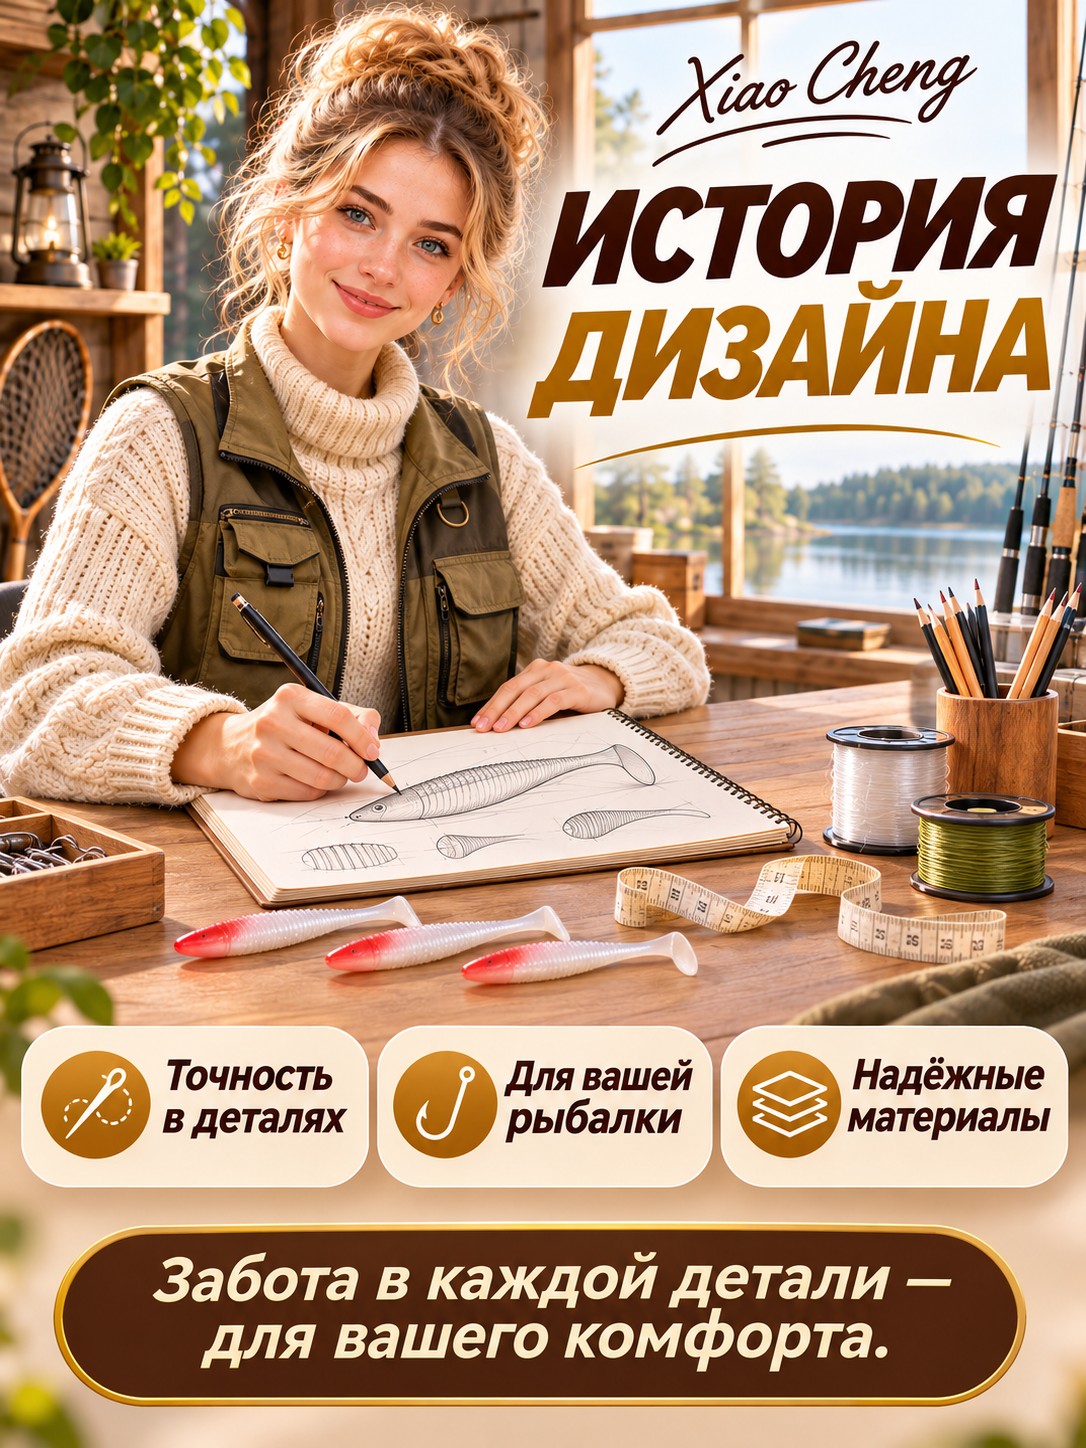 Xiao Cheng
ИСТОРИЯ
ДИЗАЙНА
Точность
в деталях
Для вашей
рыбалки
Надёжные
материалы
Забота в каждой детали —
для вашего комфорта.